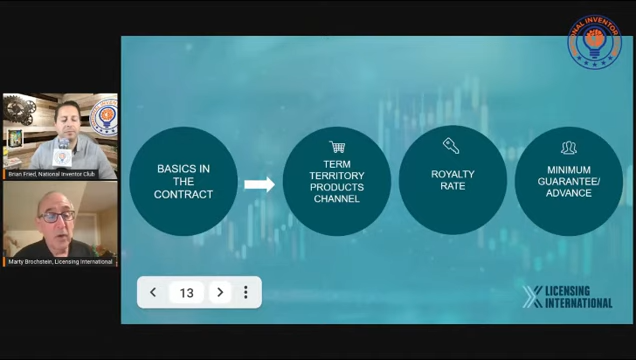 NATIONAL INVENTOR
Brian Fried, National Inventor Club
Marty Brochstein, Licensing International
BASICS IN
THE
CONTRACT
TERM
TERRITORY
PRODUCTS
CHANNEL
ROYALTY
RATE
MINIMUM
GUARANTEE/
ADVANCE
13
LICENSING
INTERNATIONAL